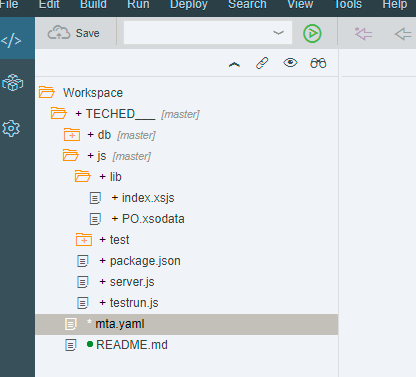 File Edit Build Run Deploy Search View Tools Help
Save
Workspace
+ TECHED___ [master]
+ db [master]
+ js [master]
+ lib
+ index.xsjs
+ PO.xsodata
+ test
+ package.json
+ server.js
+ testrun.js
* mta.yaml
README.md